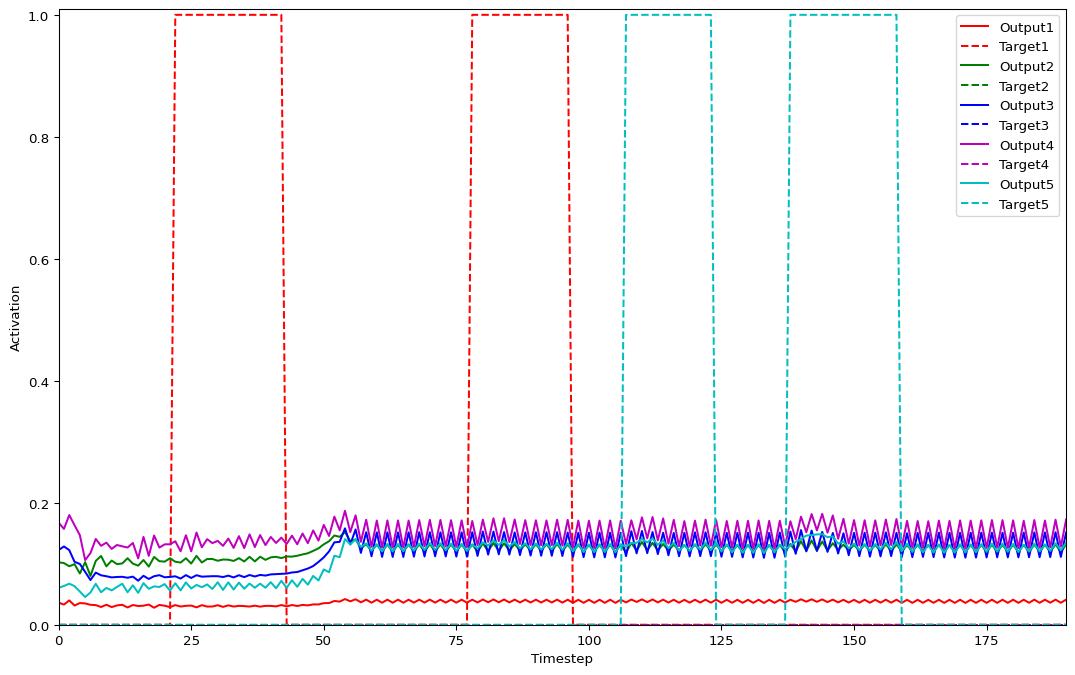 1.0
0.8
0.6
0.4
0.2
0.0
Activation
0
25
50
75
100
125
150
175
Timestep
Output1
Target1
Output2
Target2
Output3
Target3
Output4
Target4
Output5
Target5